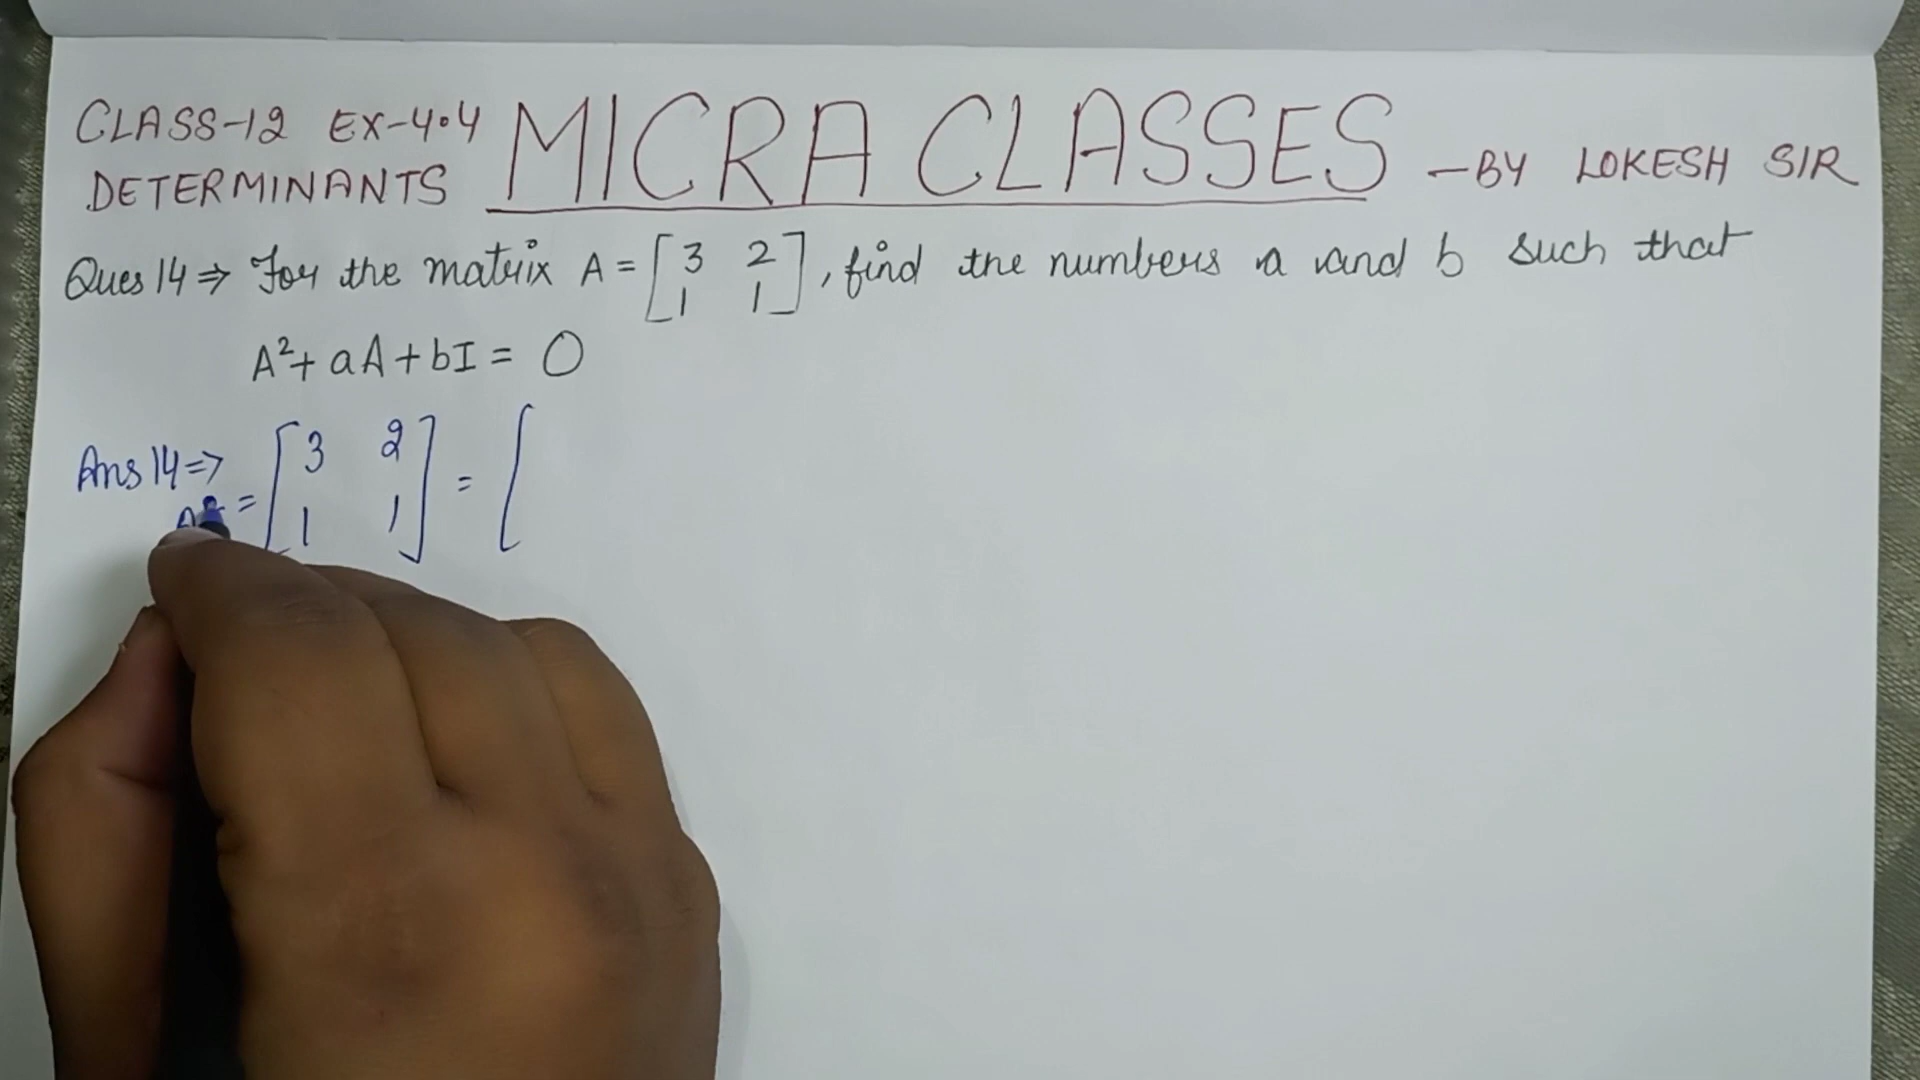 CLASS-12 EX-4.4 MICRA CLASSES -BY LOKESH SIR
DETERMINANTS
Ques 14 ⇒ For the matrix A = [3 2
1 1], find the numbers a and b such that
A²+ aA + bI = O
Ans 14 ⇒
A² = [3 2
1 1] = [